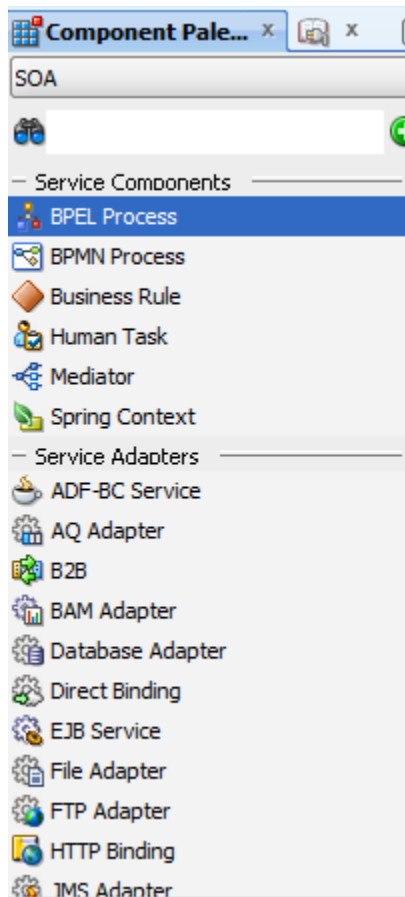 Component Pale...
SOA
Service Components
BPEL Process
BPMN Process
Business Rule
Human Task
Mediator
Spring Context
Service Adapters
ADF-BC Service
AQ Adapter
B2B
BAM Adapter
Database Adapter
Direct Binding
EJB Service
File Adapter
FTP Adapter
HTTP Binding
JMS Adapter